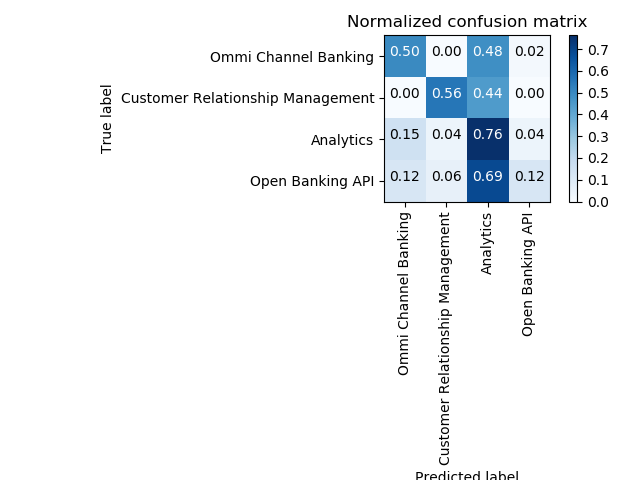 Normalized confusion matrix
True label
Ommi Channel Banking 0.50 0.00 0.48 0.02
Customer Relationship Management 0.00 0.56 0.44 0.00
Analytics 0.15 0.04 0.76 0.04
Open Banking API 0.12 0.06 0.69 0.12
Ommi Channel Banking
Customer Relationship Management
Analytics
Open Banking API
Predicted label
0.7
0.6
0.5
0.4
0.3
0.2
0.1
0.0